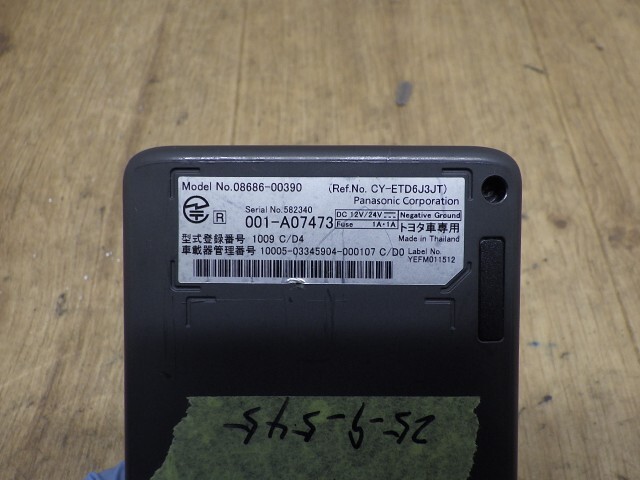 Model No.08686-00390 (Ref.No. CY-ETD6J3JT)
Panasonic Corporation
Serial No.582340
R 001-A07473 DC 12V/24V Negative Ground
Fuse 1A・1A トヨタ車専用
型式登録番号 1009 C/D4 Made in Thailand
車載器管理番号 10005-03345904-000107 C/D0 Label No.
YEFM011512
25-9-545